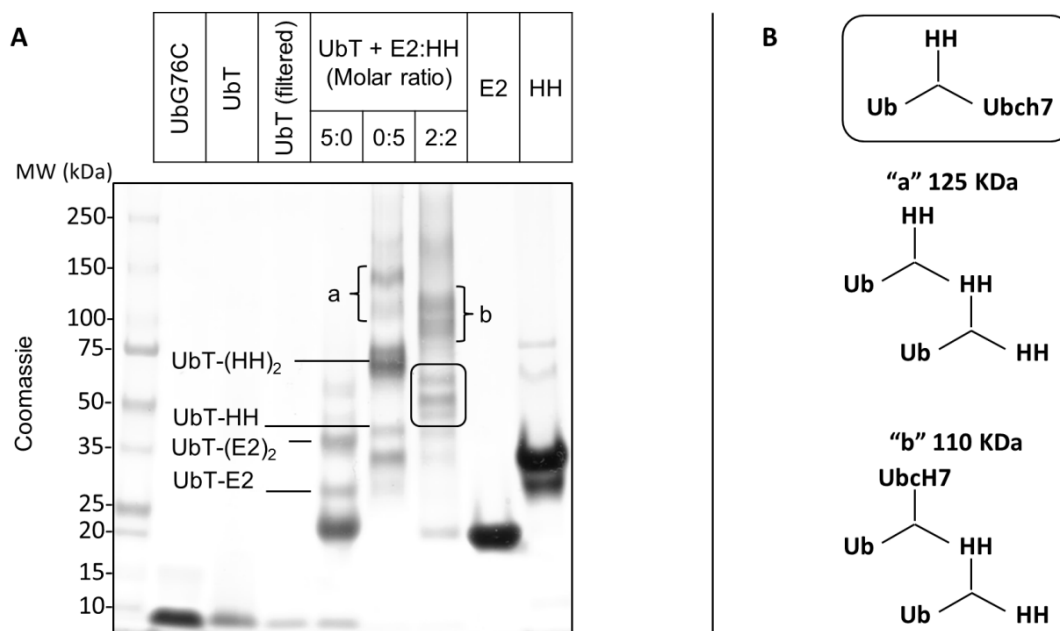 A
UbG76C
UbT
UbT (filtered)
UbT + E2:HH
(Molar ratio)
5:0
0:5
2:2
E2
HH
MW (kDa)
250-
150-
100-
75-
50-
35-
25-
20-
15-
10-
Coomassie
a
b
UbT-(HH)2
UbT-HH
UbT-(E2)2
UbT-E2
B
HH
Ub
Ubch7
“a” 125 KDa
HH
Ub
HH
Ub
HH
“b” 110 KDa
UbcH7
Ub
HH
Ub
HH